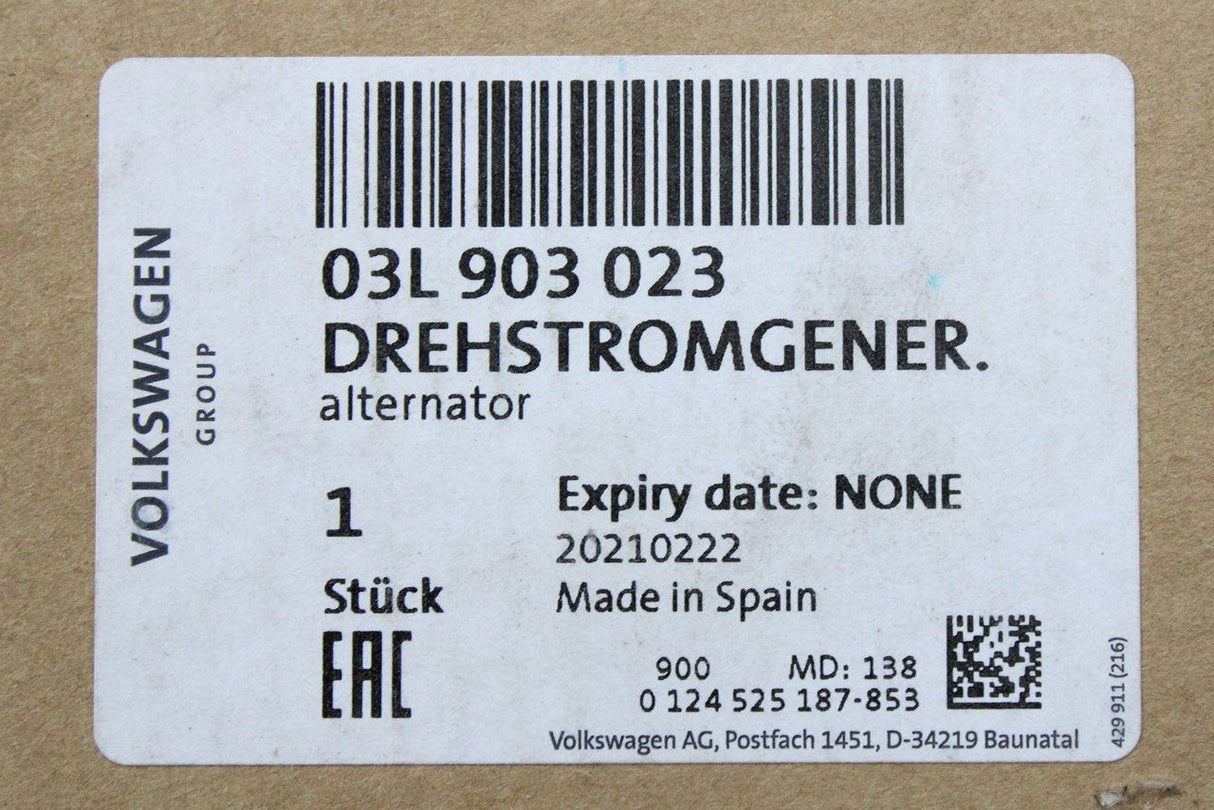 VOLKSWAGEN
GROUP
03L 903 023
DREHSTROMGENER.
alternator
1
Expiry date: NONE
20210222
Stück
Made in Spain
EAC
900 MD: 138
0 124 525 187-853
Volkswagen AG, Postfach 1451, D-34219 Baunatal
429 911 (216)